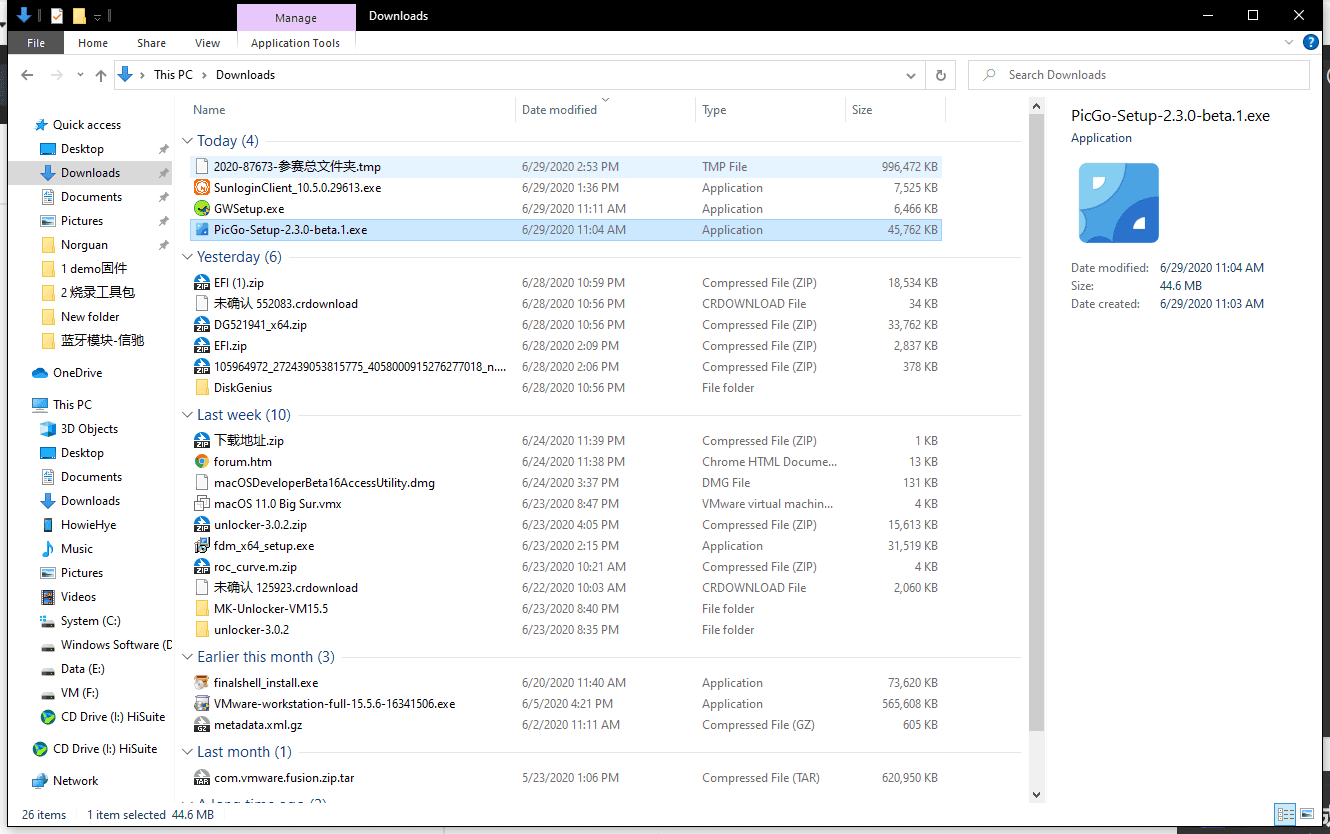 Manage
Downloads
File
Home
Share
View
Application Tools
This PC
Downloads
Search Downloads
Quick access
Desktop
Downloads
Documents
Pictures
Norguan
1 demo固件
2 烧录工具包
New folder
蓝牙模块-信驰
OneDrive
This PC
3D Objects
Desktop
Documents
Downloads
HowieHye
Music
Pictures
Videos
System (C:)
Windows Software (D
Data (E:)
VM (F:)
CD Drive (I:) HiSuite
CD Drive (I:) HiSuite
Network
Name Date modified Type Size
Today (4)
2020-87673-参赛总文件夹.tmp 6/29/2020 2:53 PM TMP File 996,472 KB
SunloginClient_10.5.0.29613.exe 6/29/2020 1:36 PM Application 7,525 KB
GWSetup.exe 6/29/2020 11:11 AM Application 6,466 KB
PicGo-Setup-2.3.0-beta.1.exe 6/29/2020 11:04 AM Application 45,762 KB
Yesterday (6)
EFI (1).zip 6/28/2020 10:59 PM Compressed File (ZIP) 18,534 KB
未确认 552083.crdownload 6/28/2020 10:56 PM CRDOWNLOAD File 34 KB
DG521941_x64.zip 6/28/2020 10:56 PM Compressed File (ZIP) 33,762 KB
EFI.zip 6/28/2020 2:09 PM Compressed File (ZIP) 2,837 KB
105964972_272439053815775_4058000915276277018_n.... 6/28/2020 2:06 PM Compressed File (ZIP) 378 KB
DiskGenius 6/28/2020 10:56 PM File folder
Last week (10)
下载地址.zip 6/24/2020 11:39 PM Compressed File (ZIP) 1 KB
forum.htm 6/24/2020 11:38 PM Chrome HTML Docume... 13 KB
macOSDeveloperBeta16AccessUtility.dmg 6/24/2020 3:37 PM DMG File 131 KB
macOS 11.0 Big Sur.vmx 6/23/2020 8:47 PM VMware virtual machin... 4 KB
unlocker-3.0.2.zip 6/23/2020 4:05 PM Compressed File (ZIP) 15,613 KB
fdm_x64_setup.exe 6/23/2020 2:15 PM Application 31,519 KB
roc_curve.m.zip 6/23/2020 10:21 AM Compressed File (ZIP) 4 KB
未确认 125923.crdownload 6/22/2020 10:03 AM CRDOWNLOAD File 2,060 KB
MK-Unlocker-VM15.5 6/23/2020 8:40 PM File folder
unlocker-3.0.2 6/23/2020 8:35 PM File folder
Earlier this month (3)
finalshell_install.exe 6/20/2020 11:40 AM Application 73,620 KB
VMware-workstation-full-15.5.6-16341506.exe 6/5/2020 4:21 PM Application 565,608 KB
metadata.xml.gz 6/2/2020 11:11 AM Compressed File (GZ) 605 KB
Last month (1)
com.vmware.fusion.zip.tar 5/23/2020 1:06 PM Compressed File (TAR) 620,950 KB
PicGo-Setup-2.3.0-beta.1.exe
Application
Date modified: 6/29/2020 11:04 AM
Size: 44.6 MB
Date created: 6/29/2020 11:03 AM
26 items 1 item selected 44.6 MB